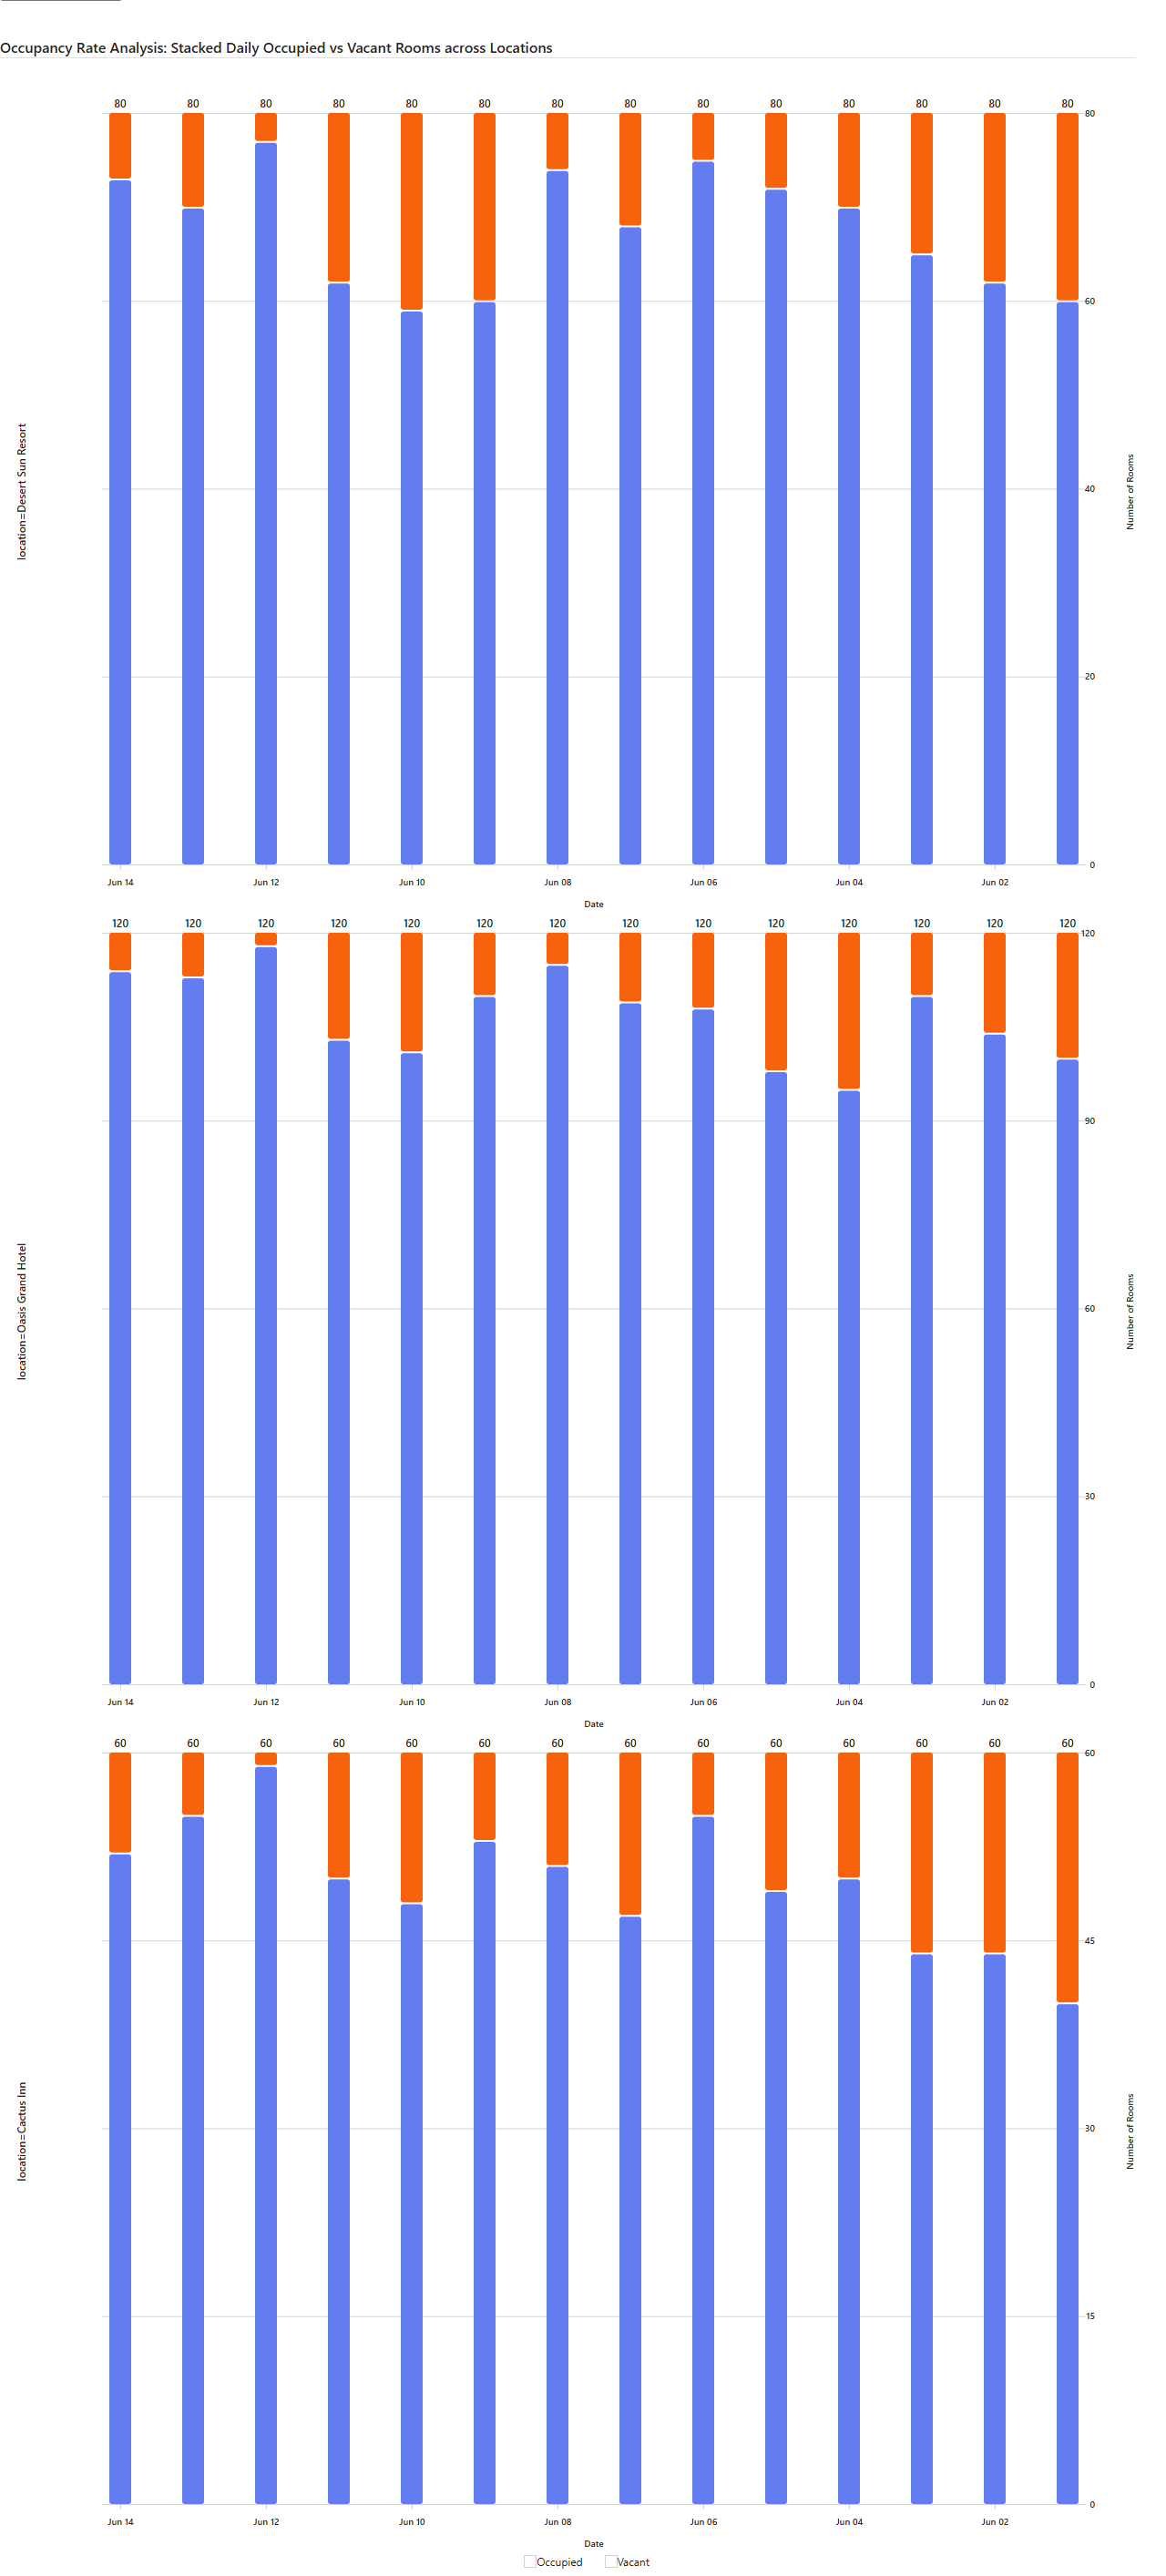 Occupancy Rate Analysis: Stacked Daily Occupied vs Vacant Rooms across Locations
80 80 80 80 80 80 80 80 80 80 80 80 80 80
80
60
40
20
0
location=Desert Sun Resort
Number of Rooms
Jun 14 Jun 12 Jun 10 Jun 08 Jun 06 Jun 04 Jun 02
Date
120 120 120 120 120 120 120 120 120 120 120 120 120 120
120
90
60
30
0
location=Oasis Grand Hotel
Number of Rooms
Jun 14 Jun 12 Jun 10 Jun 08 Jun 06 Jun 04 Jun 02
Date
60 60 60 60 60 60 60 60 60 60 60 60 60 60
60
45
30
15
0
location=Cactus Inn
Number of Rooms
Jun 14 Jun 12 Jun 10 Jun 08 Jun 06 Jun 04 Jun 02
Date
Occupied Vacant